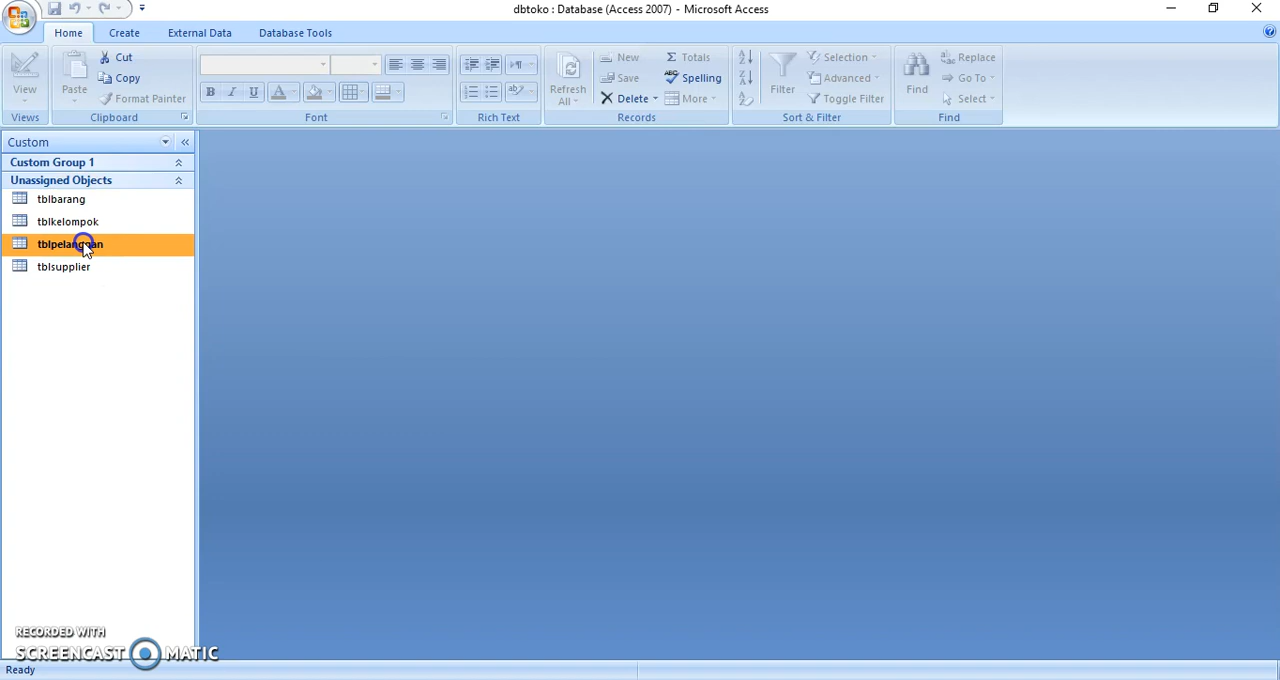 dbtoko : Database (Access 2007) - Microsoft Access
Home Create External Data Database Tools
View
Views
Paste
Cut
Copy
Format Painter
Clipboard
B I U A
Font
Rich Text
Refresh All
New
Save
Delete
Totals
Spelling
More
Records
Filter
Selection
Advanced
Toggle Filter
Sort & Filter
Find
Replace
Go To
Select
Find
Custom
Custom Group 1
Unassigned Objects
tblbarang
tblkelompok
tblpelanggan
tblsupplier
RECORDED WITH
SCREENCAST MATIC
Ready